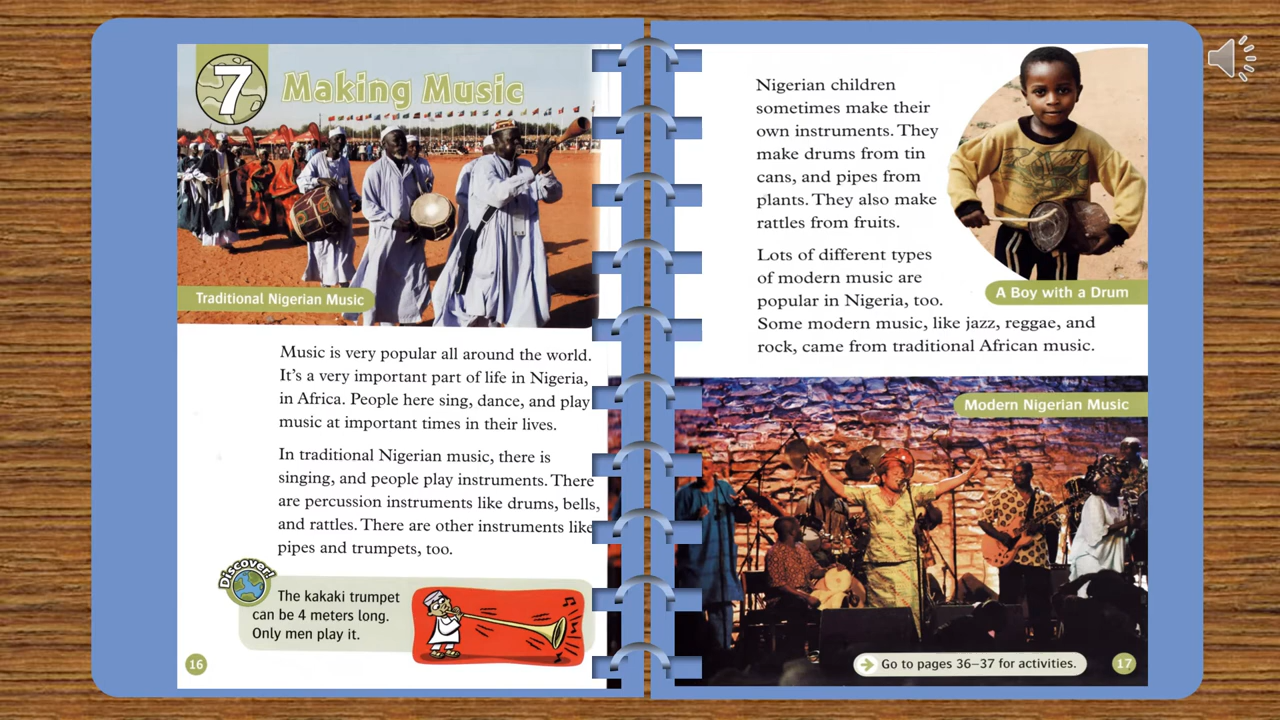 7
Making Music
Traditional Nigerian Music
Music is very popular all around the world.
It's a very important part of life in Nigeria,
in Africa. People here sing, dance, and play
music at important times in their lives.
In traditional Nigerian music, there is
singing, and people play instruments. There
are percussion instruments like drums, bells,
and rattles. There are other instruments like
pipes and trumpets, too.
Discover!
The kakaki trumpet
can be 4 meters long.
Only men play it.
16
Nigerian children
sometimes make their
own instruments. They
make drums from tin
cans, and pipes from
plants. They also make
rattles from fruits.
A Boy with a Drum
Lots of different types
of modern music are
popular in Nigeria, too.
Some modern music, like jazz, reggae, and
rock, came from traditional African music.
Modern Nigerian Music
Go to pages 36–37 for activities.
17